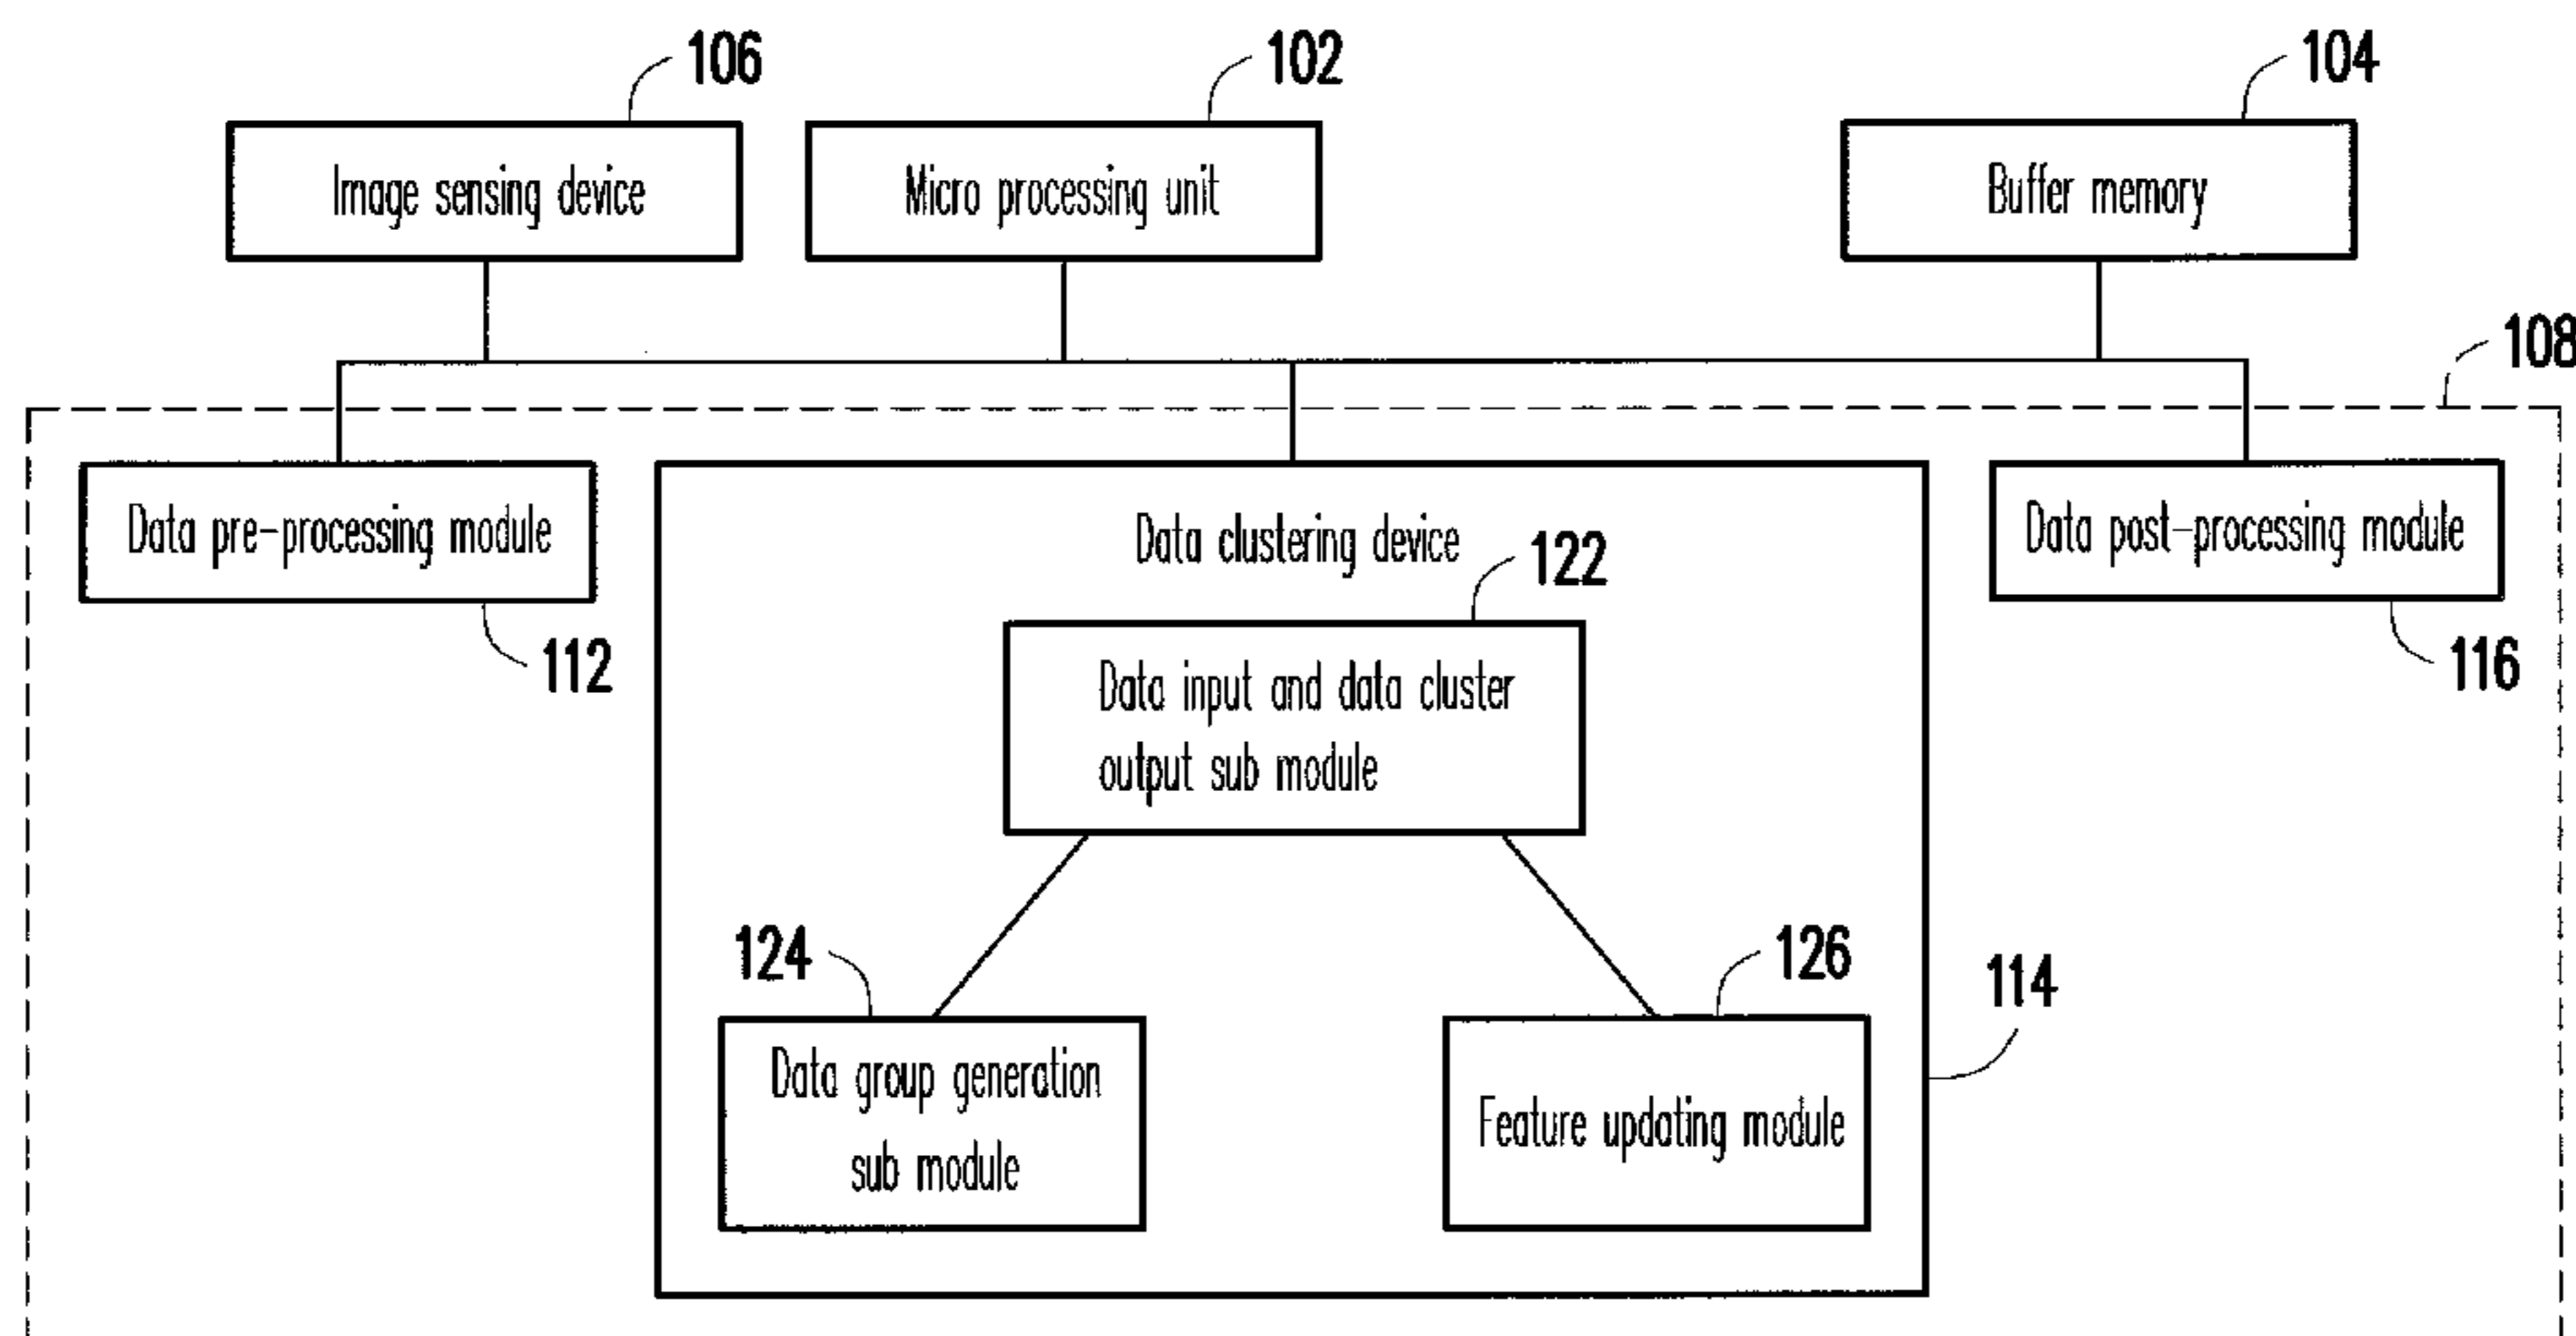 106
102
104
Image sensing device
Micro processing unit
Buffer memory
108
Data pre-processing module
Data clustering device
Data post-processing module
122
112
116
Data input and data cluster
output sub module
124
126
114
Data group generation
sub module
Feature updating module